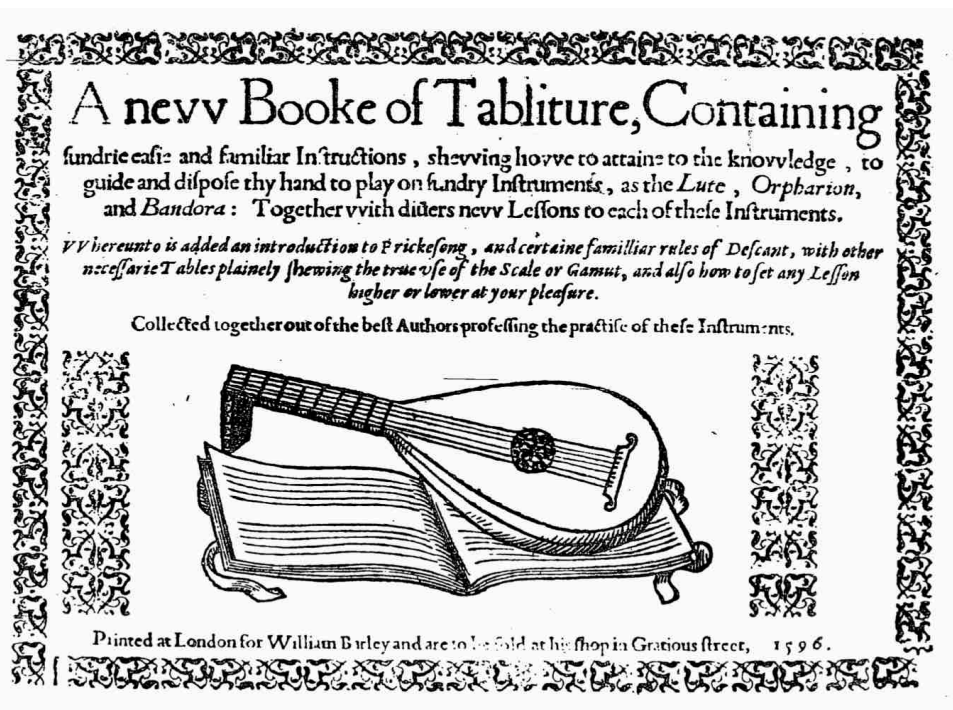 A nevv Booke of Tabliture, Containing
ſundrie eaſie and familiar Inſtructions, shevving hovve to attaine to the knovvledge, to
guide and diſpoſe thy hand to play on ſundry Inſtruments, as the Lute, Orpharion,
and Bandora: Together vvith diuers nevv Leſſons to each of theſe Inſtruments.
VVhereunto is added an introduction to Prickeſong, and certaine familliar rules of Deſcant, with other
neceſſarie Tables plainely ſhewing the true vſe of the Scale or Gamut, and alſo how to ſet any Leſſon
higher or lower at your pleaſure.
Collected together out of the beſt Authors profeſſing the practiſe of theſe Inſtruments.
Printed at London for William Barley and are to be ſold at his ſhop in Gratious ſtreet, 1596.